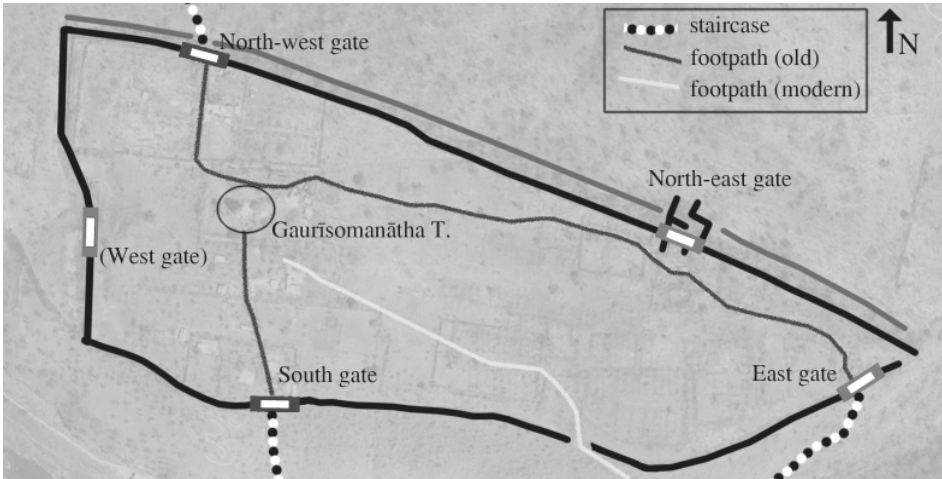 staircase
North-west gate
N
footpath (old)
footpath (modern)
North-east gate
Gaurīsomanātha T.
(West gate)
South gate
East gate